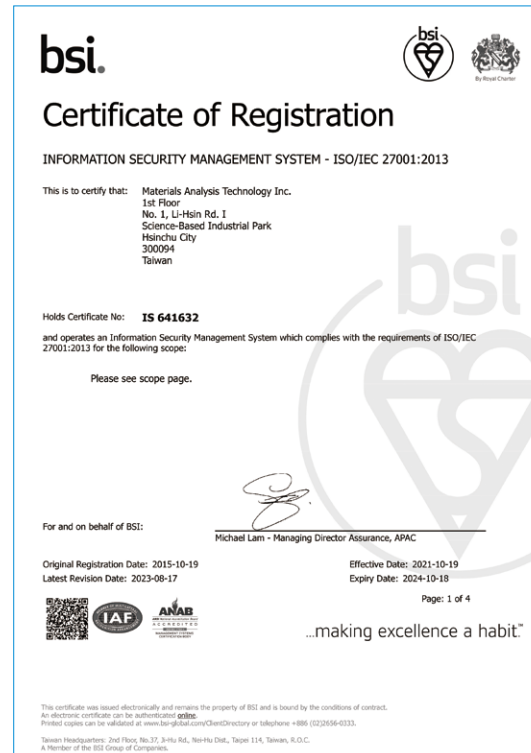 bsi.
bsi
By Royal Charter
Certificate of Registration
INFORMATION SECURITY MANAGEMENT SYSTEM - ISO/IEC 27001:2013
This is to certify that: Materials Analysis Technology Inc.
1st Floor
No. 1, Li-Hsin Rd. I
Science-Based Industrial Park
Hsinchu City
300094
Taiwan
bsi
Holds Certificate No: IS 641632
and operates an Information Security Management System which complies with the requirements of ISO/IEC
27001:2013 for the following scope:
Please see scope page.
For and on behalf of BSI:
Michael Lam - Managing Director Assurance, APAC
Original Registration Date: 2015-10-19 Effective Date: 2021-10-19
Latest Revision Date: 2023-08-17 Expiry Date: 2024-10-18
Page: 1 of 4
IAF
ANAB
ACCREDITED
...making excellence a habit.™
This certificate was issued electronically and remains the property of BSI and is bound by the conditions of contract.
An electronic certificate can be authenticated online.
Printed copies can be validated at www.bsi-global.com/ClientDirectory or telephone +886 (02)2656-0333.
Taiwan Headquarters: 2nd Floor, No.37, Ji-Hu Rd., Nei-Hu Dist., Taipei 114, Taiwan, R.O.C.
A Member of the BSI Group of Companies.